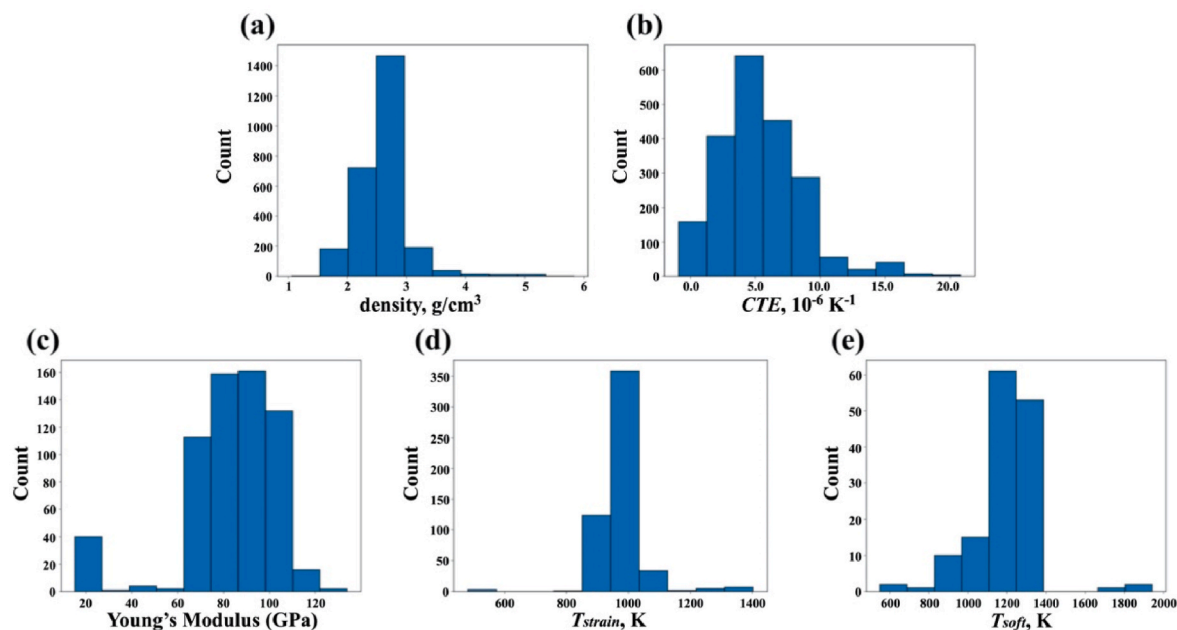 (a)
Count
1400
1200
1000
800
600
400
200
0
1 2 3 4 5 6
density, g/cm³
(b)
Count
600
500
400
300
200
100
0
0.0 5.0 10.0 15.0 20.0
CTE, 10⁻⁶ K⁻¹
(c)
Count
160
140
120
100
80
60
40
20
0
20 40 60 80 100 120
Young's Modulus (GPa)
(d)
Count
350
300
250
200
150
100
50
0
600 800 1000 1200 1400
Tstrain, K
(e)
Count
60
50
40
30
20
10
0
600 800 1000 1200 1400 1600 1800 2000
Tsoft, K